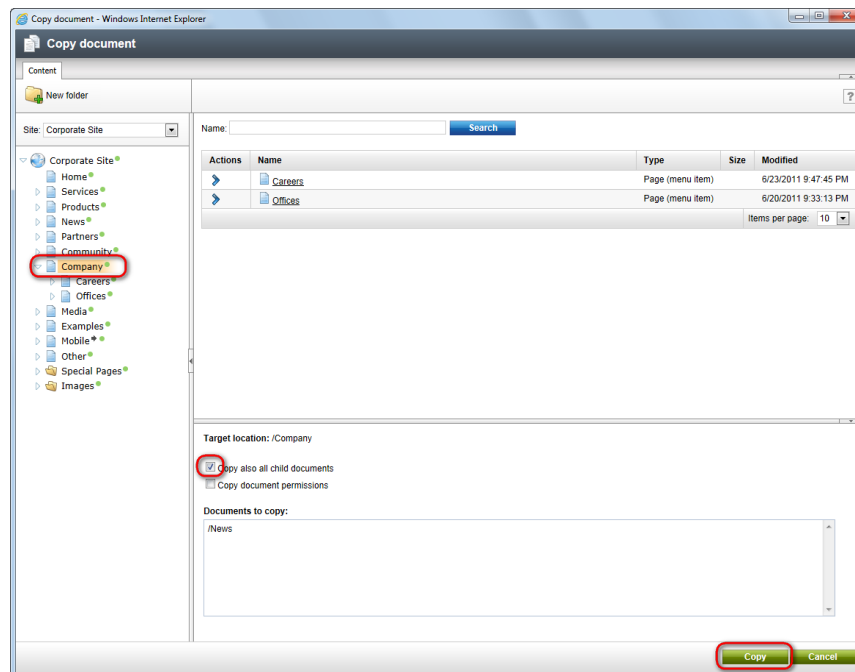 Copy document - Windows Internet Explorer
Copy document
Content
New folder
?
Site: Corporate Site
Name: Search
Corporate Site
Home
Services
Products
News
Partners
Community
Company
Careers
Offices
Media
Examples
Mobile
Other
Special Pages
Images
Actions Name Type Size Modified
Careers Page (menu item) 6/23/2011 9:47:45 PM
Offices Page (menu item) 6/20/2011 9:33:13 PM
Items per page: 10
Target location: /Company
Copy also all child documents
Copy document permissions
Documents to copy:
/News
Copy Cancel